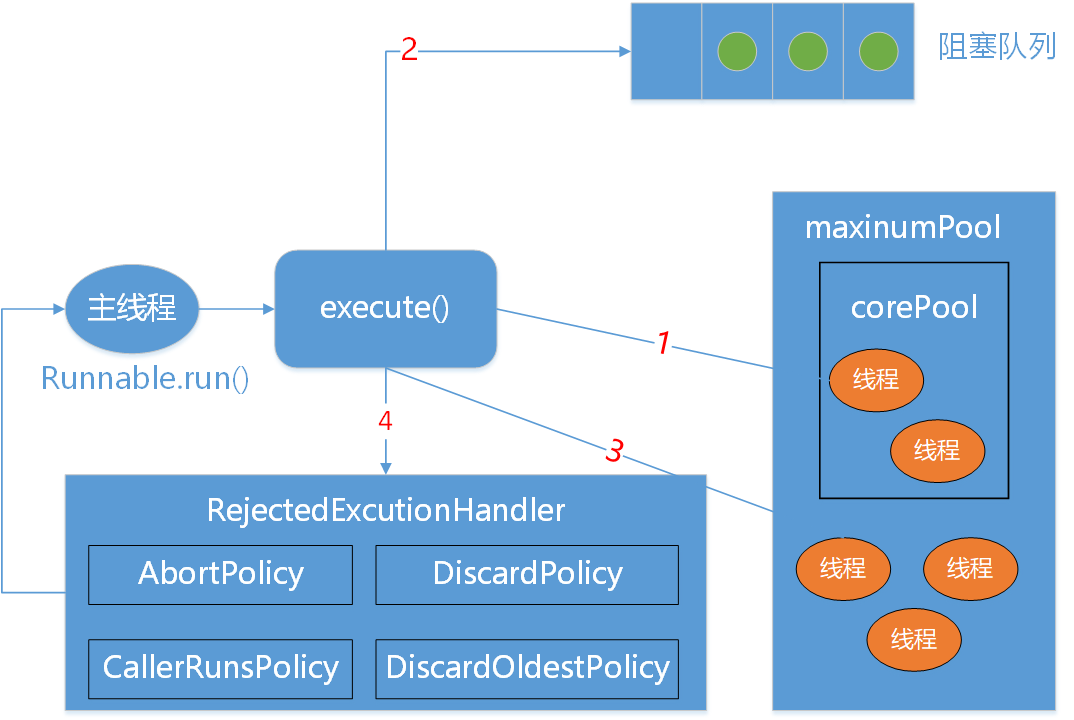 2
阻塞队列
maxinumPool
corePool
主线程
execute()
1
Runnable.run()
线程
4
线程
3
RejectedExcutionHandler
AbortPolicy
DiscardPolicy
线程
线程
线程
CallerRunsPolicy
DiscardOldestPolicy